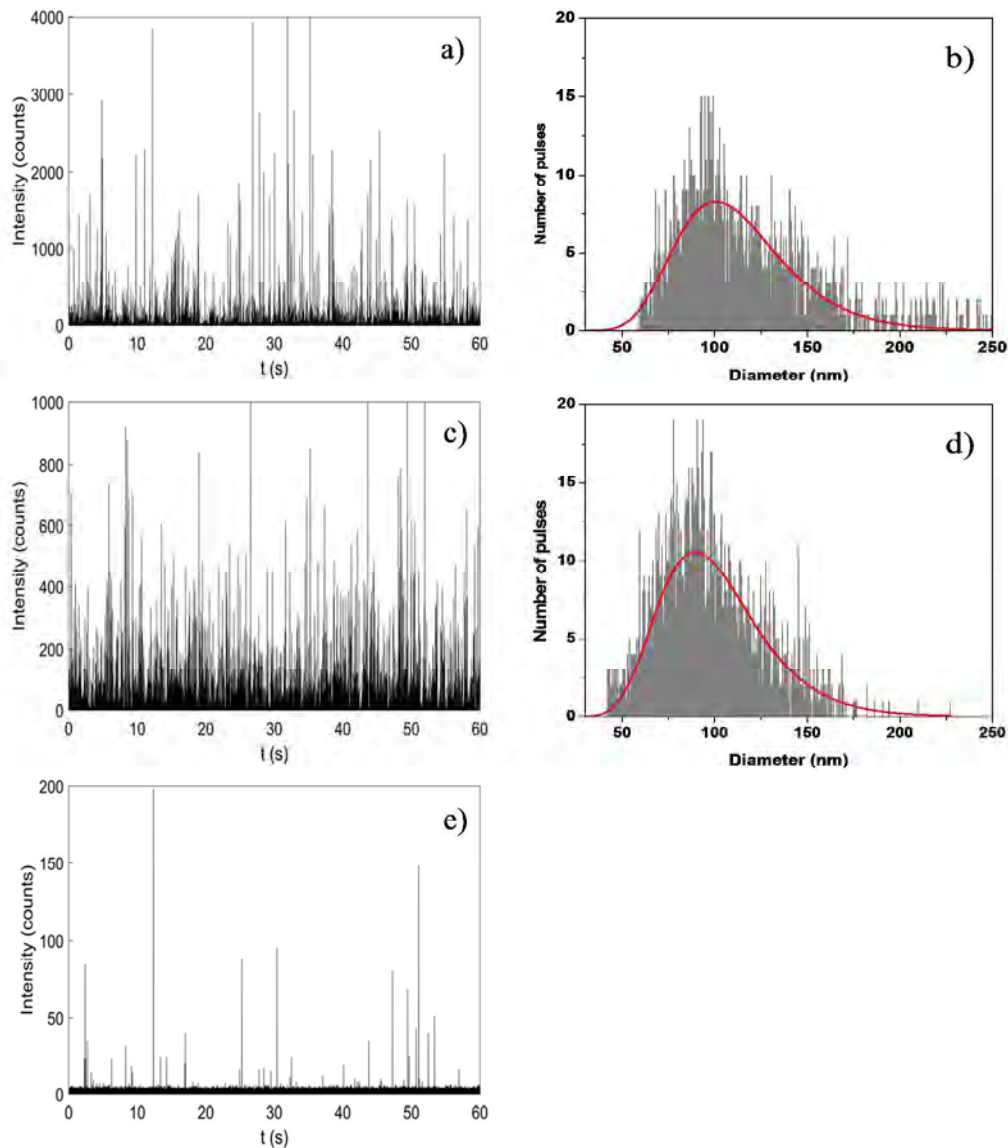 a)
Intensity (counts)
4000
3000
2000
1000
0
0 10 20 30 40 50 60
t (s)
b)
Number of pulses
20
15
10
5
0
50 100 150 200 250
Diameter (nm)
c)
Intensity (counts)
1000
800
600
400
200
0
0 10 20 30 40 50 60
t (s)
d)
Number of pulses
20
15
10
5
0
50 100 150 200 250
Diameter (nm)
e)
Intensity (counts)
200
150
100
50
0
0 10 20 30 40 50 60
t (s)